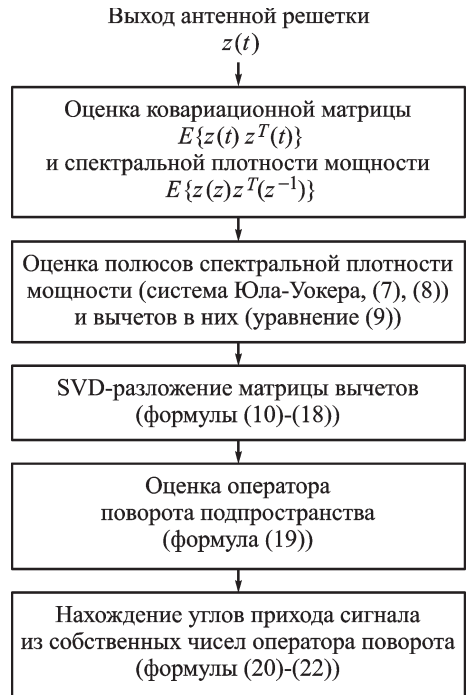 Выход антенной решетки
z(t)
Оценка ковариационной матрицы
E{z(t) z^T(t)}
и спектральной плотности мощности
E{z(z)z^T(z^{-1})}
Оценка полюсов спектральной плотности
мощности (система Юла-Уокера, (7), (8))
и вычетов в них (уравнение (9))
SVD-разложение матрицы вычетов
(формулы (10)-(18))
Оценка оператора
поворота подпространства
(формула (19))
Нахождение углов прихода сигнала
из собственных чисел оператора поворота
(формулы (20)-(22))